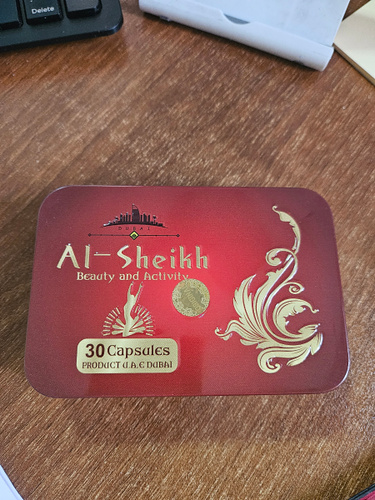 Delete
DUBAI
Al-Sheikh
Beauty and Activity
30 Capsules
PRODUCT U.A.E DUBAI